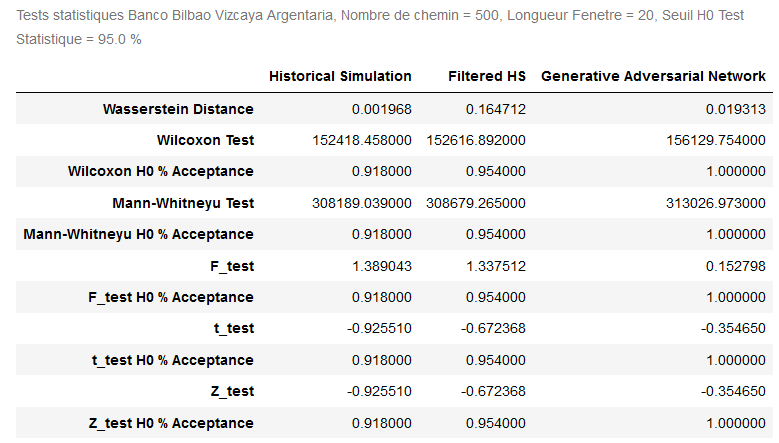 Tests statistiques Banco Bilbao Vizcaya Argentaria, Nombre de chemin = 500, Longueur Fenetre = 20, Seuil H0 Test
Statistique = 95.0 %
Historical Simulation Filtered HS Generative Adversarial Network
Wasserstein Distance 0.001968 0.164712 0.019313
Wilcoxon Test 152418.458000 152616.892000 156129.754000
Wilcoxon H0 % Acceptance 0.918000 0.954000 1.000000
Mann-Whitneyu Test 308189.039000 308679.265000 313026.973000
Mann-Whitneyu H0 % Acceptance 0.918000 0.954000 1.000000
F_test 1.389043 1.337512 0.152798
F_test H0 % Acceptance 0.918000 0.954000 1.000000
t_test -0.925510 -0.672368 -0.354650
t_test H0 % Acceptance 0.918000 0.954000 1.000000
Z_test -0.925510 -0.672368 -0.354650
Z_test H0 % Acceptance 0.918000 0.954000 1.000000